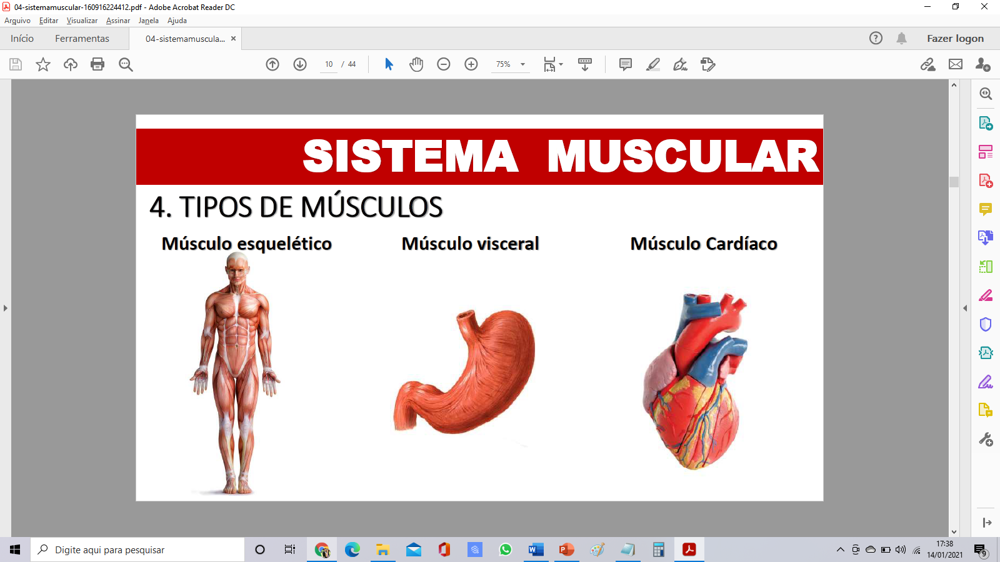 04-sistemamuscular-160916224412.pdf - Adobe Acrobat Reader DC
Arquivo Editar Visualizar Assinar Janela Ajuda
Início Ferramentas 04-sistemamuscula... Fazer logon
10 / 44 75%
SISTEMA MUSCULAR
4. TIPOS DE MÚSCULOS
Músculo esquelético Músculo visceral Músculo Cardíaco
Digite aqui para pesquisar
17:38
14/01/2021
9